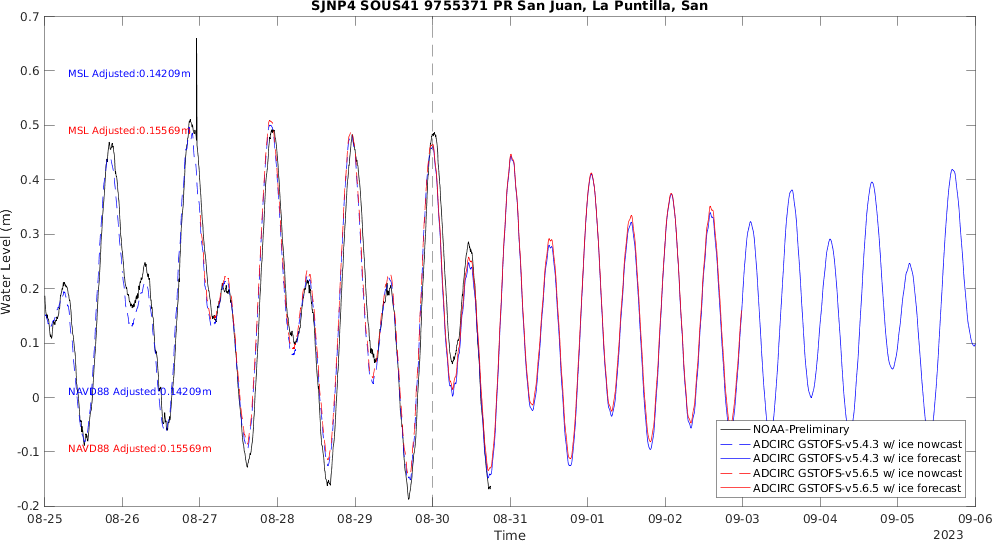 SJNP4 SOUS41 9755371 PR San Juan, La Puntilla, San
0.7
0.6
0.5
0.4
0.3
0.2
0.1
0
-0.1
-0.2
Water Level (m)
MSL Adjusted:0.14209m
MSL Adjusted:0.15569m
NAVD88 Adjusted:0.14209m
NAVD88 Adjusted:0.15569m
NOAA-Preliminary
ADCIRC GSTOFS-v5.4.3 w/ ice nowcast
ADCIRC GSTOFS-v5.4.3 w/ ice forecast
ADCIRC GSTOFS-v5.6.5 w/ ice nowcast
ADCIRC GSTOFS-v5.6.5 w/ ice forecast
08-25 08-26 08-27 08-28 08-29 08-30 08-31 09-01 09-02 09-03 09-04 09-05 09-06
Time
2023